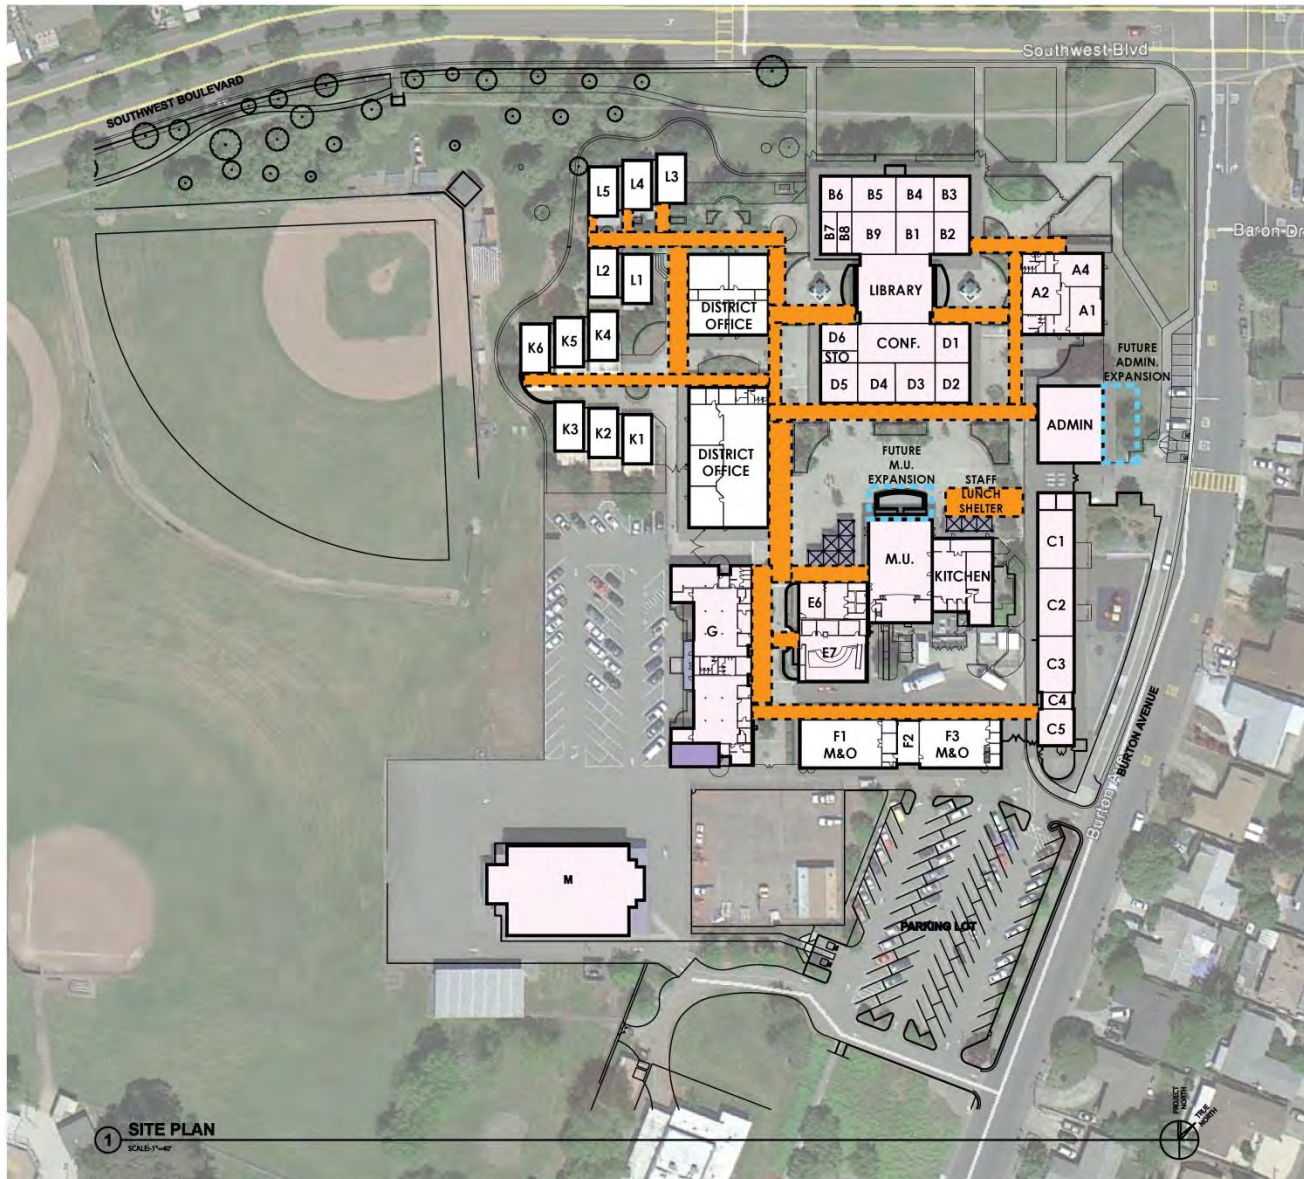 Southwest Blvd
SOUTHWEST BOULEVARD
L5
L4
L3
B6
B5
B4
B3
B7
B8
B9
B1
B2
Baron Dr
L2
L1
DISTRICT
OFFICE
LIBRARY
A4
A2
A1
K6
K5
K4
D6
STO
CONF.
D1
FUTURE
ADMIN.
EXPANSION
D5
D4
D3
D2
K3
K2
K1
DISTRICT
OFFICE
ADMIN
FUTURE
M.U.
EXPANSION
STAFF
LUNCH
SHELTER
C1
M.U.
KITCHEN
E6
C2
G
E7
C3
C4
C5
F1
M&O
F2
F3
M&O
BURTON AVENUE
Burton A
M
PARKING LOT
1
SITE PLAN
SCALE: 1"=40'
PROJECT
NORTH
TRUE
NORTH